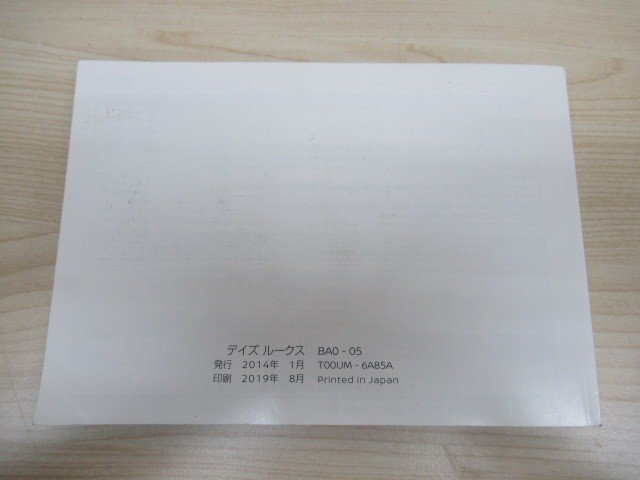 デイズ ルークス BA0 - 05
発行 2014年 1月 T00UM - 6A85A
印刷 2019年 8月 Printed in Japan